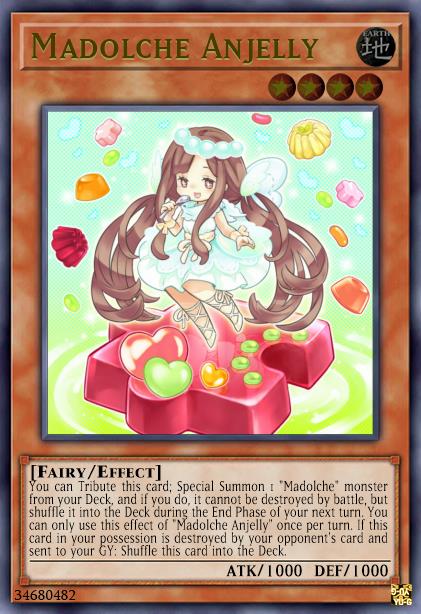 MADOLCHE ANJELLY
EARTH
地
[FAIRY/EFFECT]
You can Tribute this card; Special Summon 1 "Madolche" monster
from your Deck, and if you do, it cannot be destroyed by battle, but
shuffle it into the Deck during the End Phase of your next turn. You
can only use this effect of "Madolche Anjelly" once per turn. If this
card in your possession is destroyed by your opponent's card and
sent to your GY: Shuffle this card into the Deck.
ATK/1000 DEF/1000
34680482